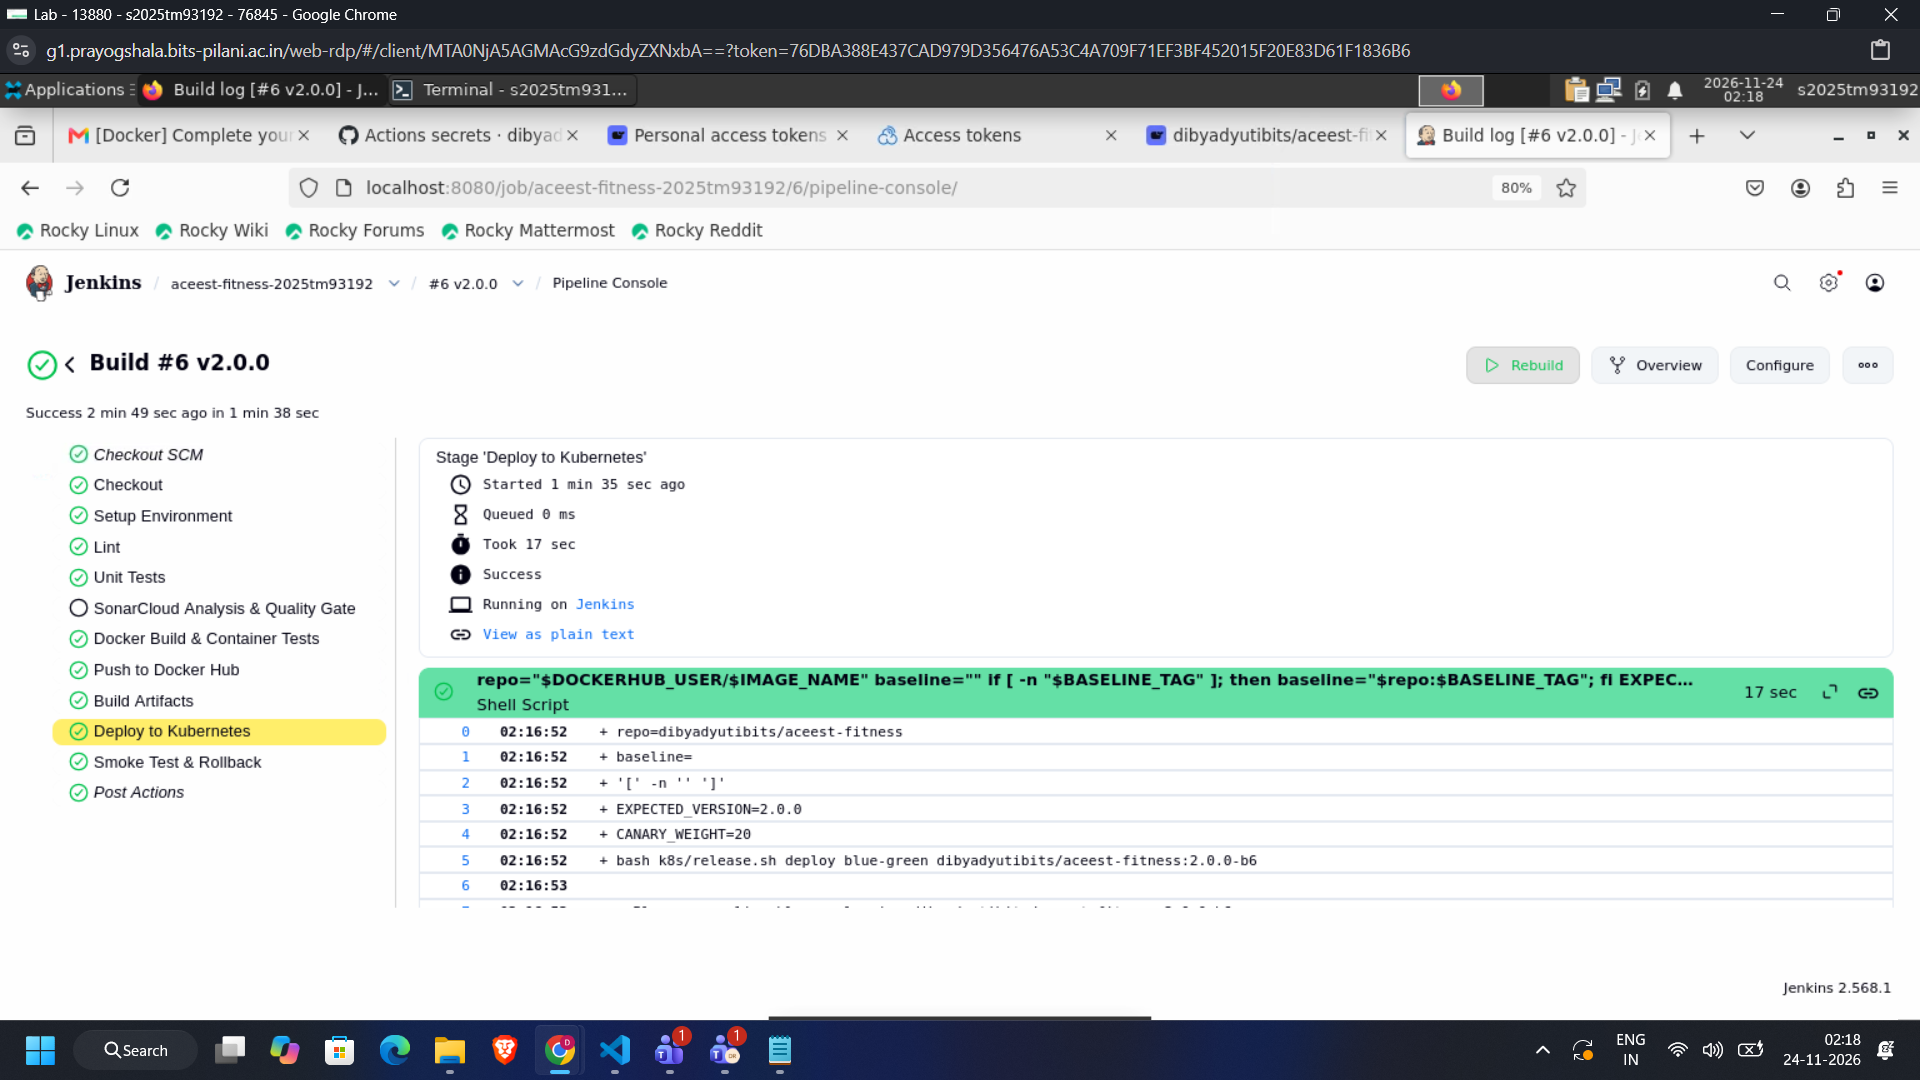 Lab - 13880 - s2025tm93192 - 76845 - Google Chrome
g1.prayogshala.bits-pilani.ac.in/web-rdp/#/client/MTA0NjA5AGMAcG9zdGdyZXNxbA==?token=76DBA388E437CAD979D356476A53C4A709F71EF3BF452015F20E83D61F1836B6
Applications Build log [#6 v2.0.0] - J... Terminal - s2025tm931... 2026-11-24 s2025tm93192
02:18
[Docker] Complete your Actions secrets · dibyad Personal access tokens Access tokens dibyadyutibits/aceest-fi Build log [#6 v2.0.0] - J
localhost:8080/job/aceest-fitness-2025tm93192/6/pipeline-console/ 80%
Rocky Linux Rocky Wiki Rocky Forums Rocky Mattermost Rocky Reddit
Jenkins / aceest-fitness-2025tm93192 / #6 v2.0.0 / Pipeline Console
Build #6 v2.0.0
Rebuild Overview Configure
Success 2 min 49 sec ago in 1 min 38 sec
Checkout SCM
Checkout
Setup Environment
Lint
Unit Tests
SonarCloud Analysis & Quality Gate
Docker Build & Container Tests
Push to Docker Hub
Build Artifacts
Deploy to Kubernetes
Smoke Test & Rollback
Post Actions
Stage 'Deploy to Kubernetes'
Started 1 min 35 sec ago
Queued 0 ms
Took 17 sec
Success
Running on Jenkins
View as plain text
repo="$DOCKERHUB_USER/$IMAGE_NAME" baseline="" if [ -n "$BASELINE_TAG" ]; then baseline="$repo:$BASELINE_TAG"; fi EXPEC...
Shell Script
17 sec
0 02:16:52 + repo=dibyadyutibits/aceest-fitness
1 02:16:52 + baseline=
2 02:16:52 + '[' -n '' ']'
3 02:16:52 + EXPECTED_VERSION=2.0.0
4 02:16:52 + CANARY_WEIGHT=20
5 02:16:52 + bash k8s/release.sh deploy blue-green dibyadyutibits/aceest-fitness:2.0.0-b6
6 02:16:53
Jenkins 2.568.1
Search
1
1
ENG
IN
02:18
24-11-2026